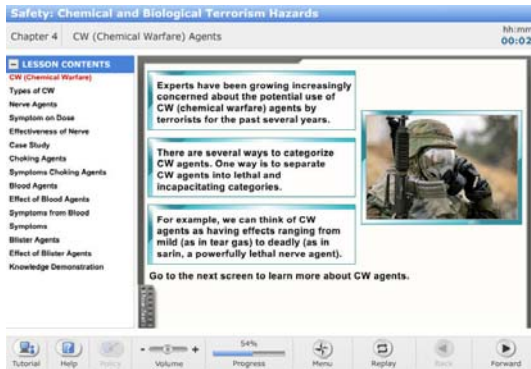 Safety: Chemical and Biological Terrorism Hazards
Chapter 4 CW (Chemical Warfare) Agents
hh:mm
00:02
LESSON CONTENTS
CW (Chemical Warfare)
Types of CW
Nerve Agents
Symptom on Dose
Effectiveness of Nerve
Case Study
Choking Agents
Symptoms Choking Agents
Blood Agents
Effect of Blood Agents
Symptoms from Blood
Symptoms
Blister Agents
Effect of Blister Agents
Knowledge Demonstration
Experts have been growing increasingly
concerned about the potential use of
CW (chemical warfare) agents by
terrorists for the past several years.
There are several ways to categorize
CW agents. One way is to separate
CW agents into lethal and
incapacitating categories.
For example, we can think of CW
agents as having effects ranging from
mild (as in tear gas) to deadly (as in
sarin, a powerfully lethal nerve agent).
Go to the next screen to learn more about CW agents.
54%
Tutorial Help Policy Volume Progress Menu Replay Back Forward